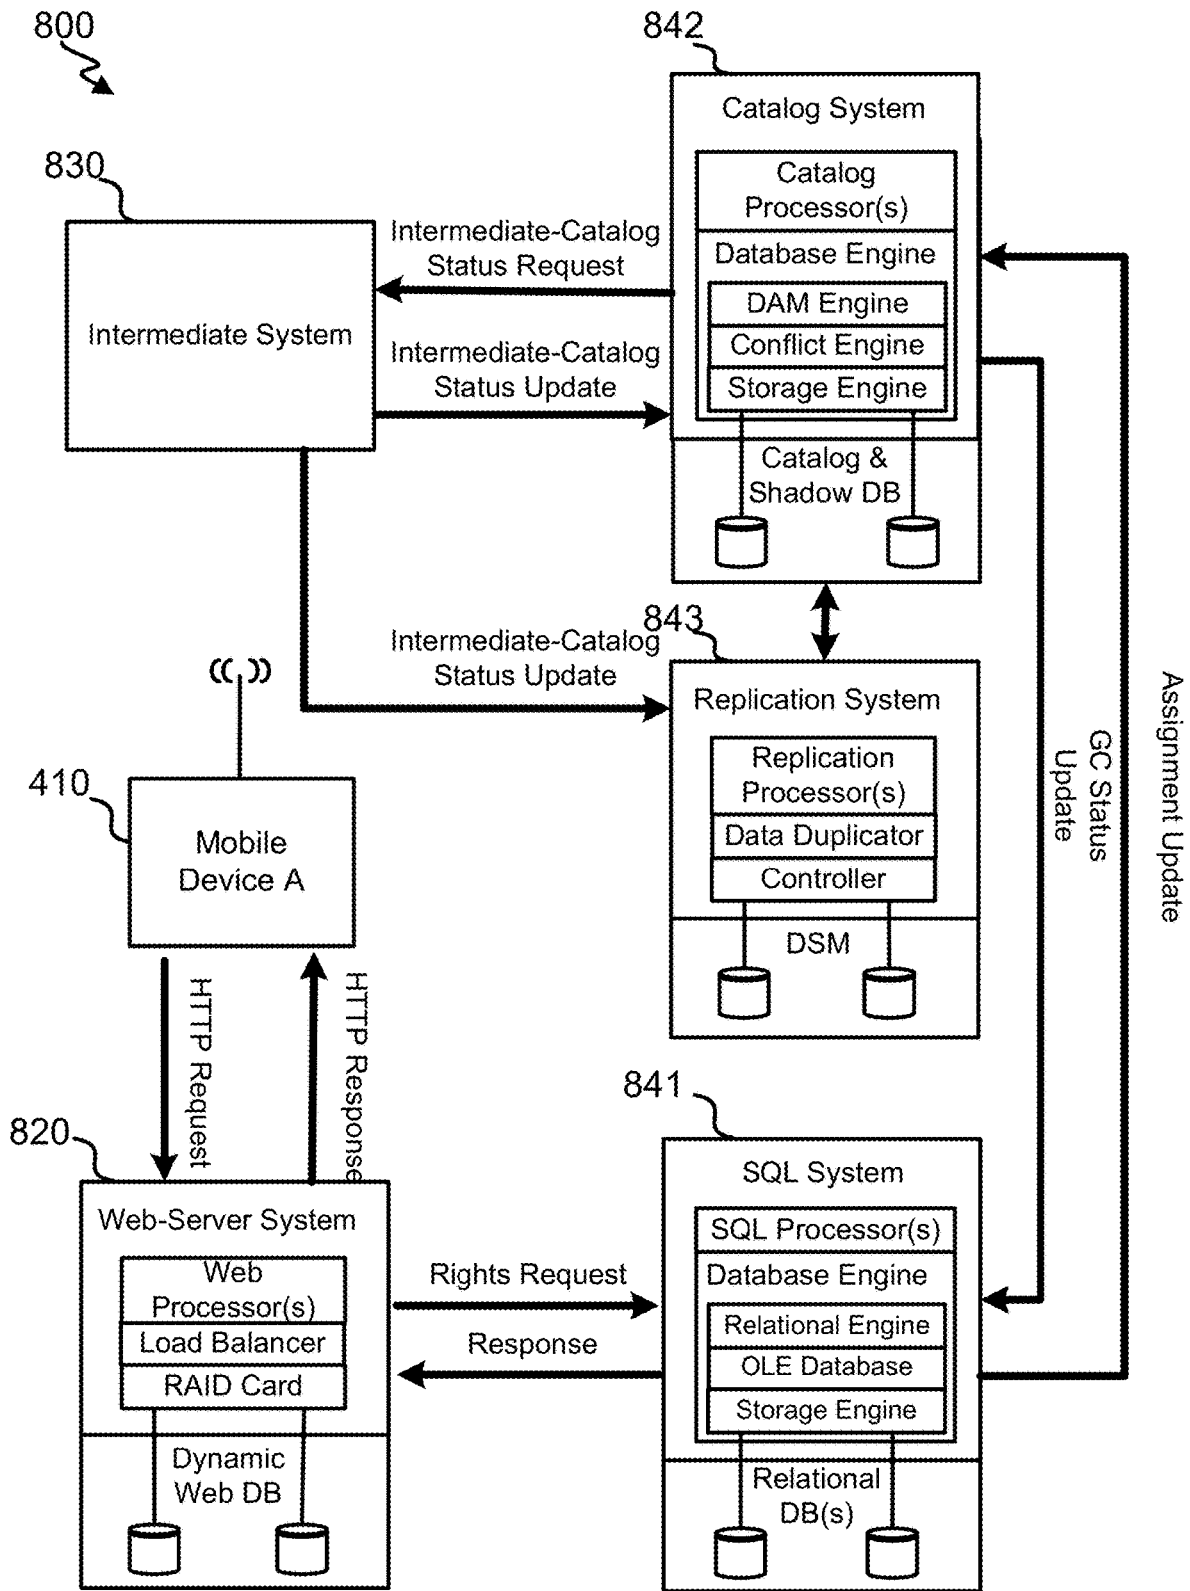 800
842
Catalog System
Catalog
Processor(s)
Database Engine
DAM Engine
Conflict Engine
Storage Engine
Catalog &
Shadow DB
830
Intermediate System
Intermediate-Catalog
Status Request
Intermediate-Catalog
Status Update
Intermediate-Catalog
Status Update
843
Replication System
Replication
Processor(s)
Data Duplicator
Controller
DSM
GC Status
Update
Assignment Update
410
Mobile
Device A
HTTP Request
HTTP Response
820
Web-Server System
Web
Processor(s)
Load Balancer
RAID Card
Dynamic
Web DB
Rights Request
Response
841
SQL System
SQL Processor(s)
Database Engine
Relational Engine
OLE Database
Storage Engine
Relational
DB(s)